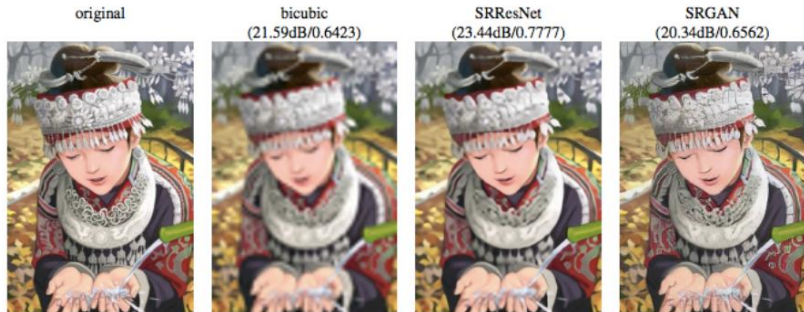 original
bicubic
(21.59dB/0.6423)
SRResNet
(23.44dB/0.7777)
SRGAN
(20.34dB/0.6562)